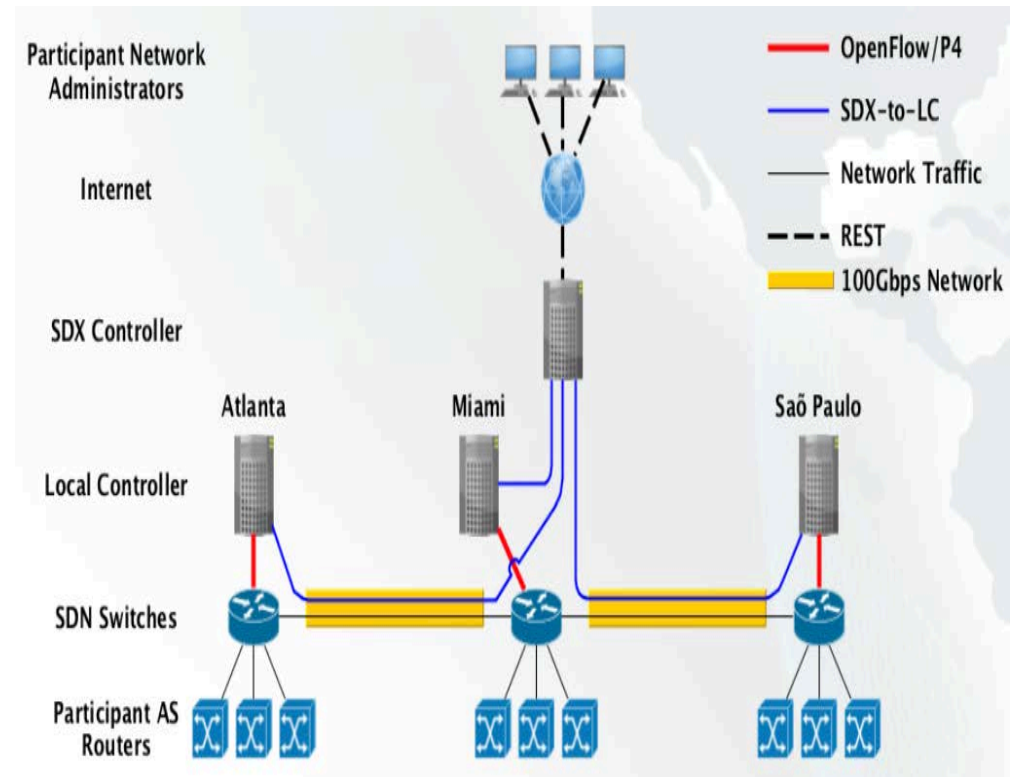 Participant Network
Administrators
OpenFlow/P4
SDX-to-LC
Internet
Network Traffic
REST
100Gbps Network
SDX Controller
Atlanta
Miami
Saõ Paulo
Local Controller
SDN Switches
Participant AS
Routers